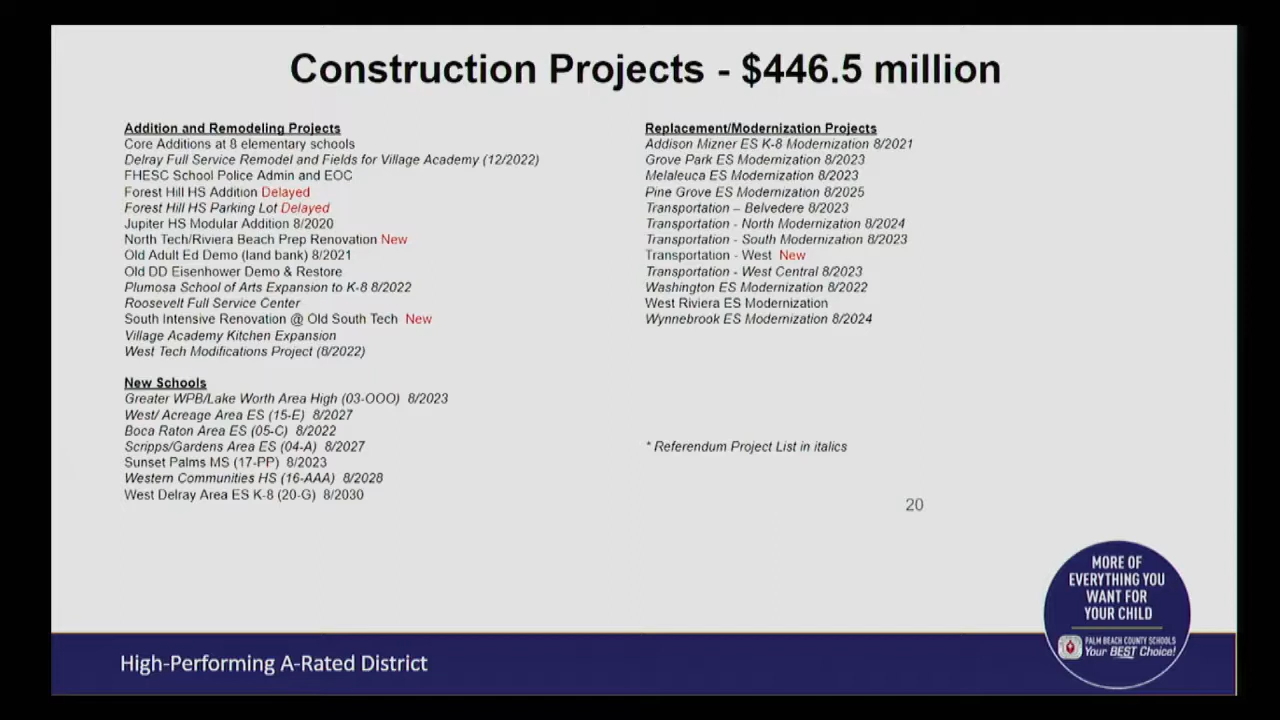 Construction Projects - $446.5 million
Addition and Remodeling Projects
Core Additions at 8 elementary schools
Delray Full Service Remodel and Fields for Village Academy (12/2022)
FHESC School Police Admin and EOC
Forest Hill HS Addition Delayed
Forest Hill HS Parking Lot Delayed
Jupiter HS Modular Addition 8/2020
North Tech/Riviera Beach Prep Renovation New
Old Adult Ed Demo (land bank) 8/2021
Old DD Eisenhower Demo & Restore
Plumosa School of Arts Expansion to K-8 8/2022
Roosevelt Full Service Center
South Intensive Renovation @ Old South Tech New
Village Academy Kitchen Expansion
West Tech Modifications Project (8/2022)
New Schools
Greater WPB/Lake Worth Area High (03-OOO) 8/2023
West/ Acreage Area ES (15-E) 8/2027
Boca Raton Area ES (05-C) 8/2022
Scripps/Gardens Area ES (04-A) 8/2027
Sunset Palms MS (17-PP) 8/2023
Western Communities HS (16-AAA) 8/2028
West Delray Area ES K-8 (20-G) 8/2030
Replacement/Modernization Projects
Addison Mizner ES K-8 Modernization 8/2021
Grove Park ES Modernization 8/2023
Melaleuca ES Modernization 8/2023
Pine Grove ES Modernization 8/2025
Transportation – Belvedere 8/2023
Transportation - North Modernization 8/2024
Transportation - South Modernization 8/2023
Transportation - West New
Transportation - West Central 8/2023
Washington ES Modernization 8/2022
West Riviera ES Modernization
Wynnebrook ES Modernization 8/2024
* Referendum Project List in italics
20
MORE OF
EVERYTHING YOU
WANT FOR
YOUR CHILD
PALM BEACH COUNTY SCHOOLS
Your BEST Choice!
High-Performing A-Rated District